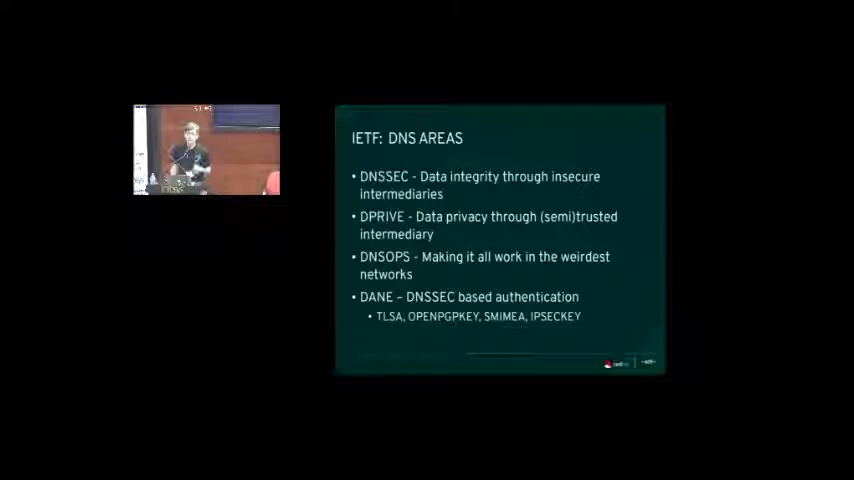 IETF: DNS AREAS
• DNSSEC - Data integrity through insecure
intermediaries
• DPRIVE - Data privacy through (semi)trusted
intermediary
• DNSOPS - Making it all work in the weirdest
networks
• DANE – DNSSEC based authentication
• TLSA, OPENPGPKEY, SMIMEA, IPSECKEY